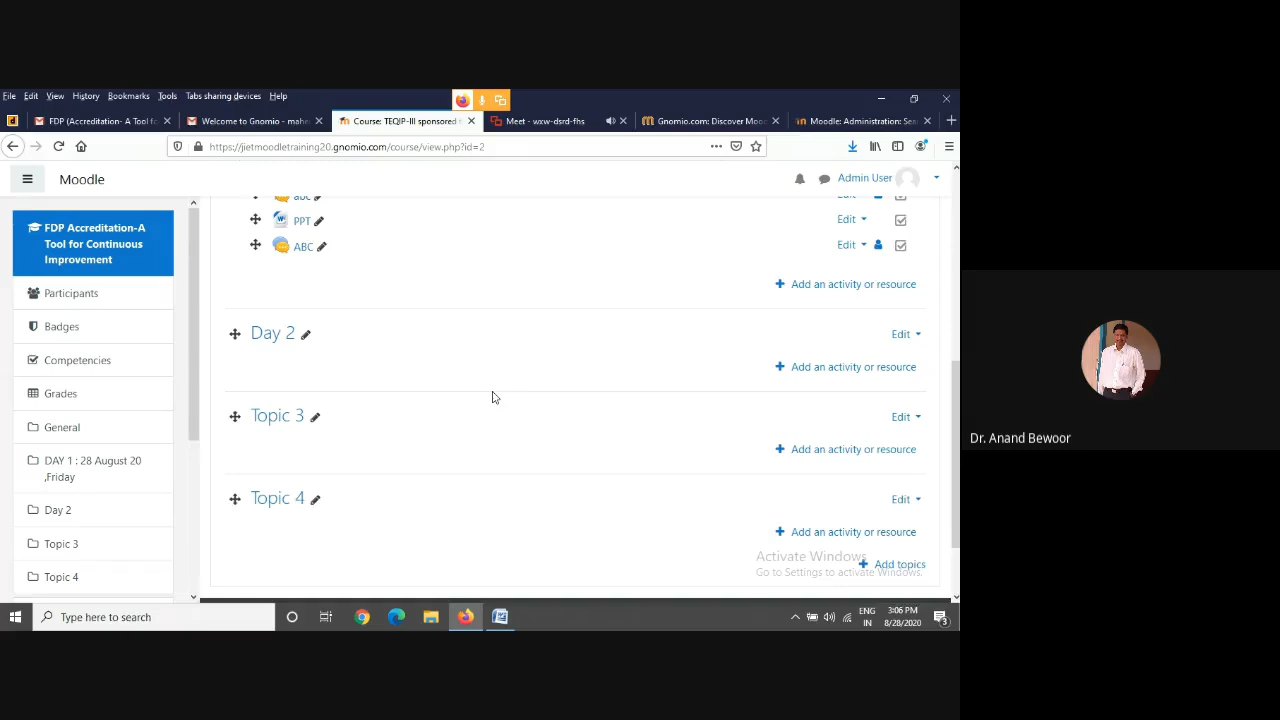 File Edit View History Bookmarks Tools Tabs sharing devices Help
FDP (Accreditation- A Tool fo
Welcome to Gnomio - mahe
Course: TEQIP-III sponsored
Meet - wxw-dsrd-fhs
Gnomio.com: Discover Moo
Moodle: Administration: Sea
https://jietmoodletraining20.gnomio.com/course/view.php?id=2
Moodle
Admin User
FDP Accreditation-A
Tool for Continuous
Improvement
Participants
Badges
Competencies
Grades
General
DAY 1 : 28 August 20
,Friday
Day 2
Topic 3
Topic 4
abc Edit
PPT Edit
ABC Edit
Add an activity or resource
Day 2 Edit
Add an activity or resource
Topic 3 Edit
Add an activity or resource
Topic 4 Edit
Add an activity or resource
Add topics
Activate Windows
Go to Settings to activate Windows.
Dr. Anand Bewoor
Type here to search
ENG
IN
3:06 PM
8/28/2020
3